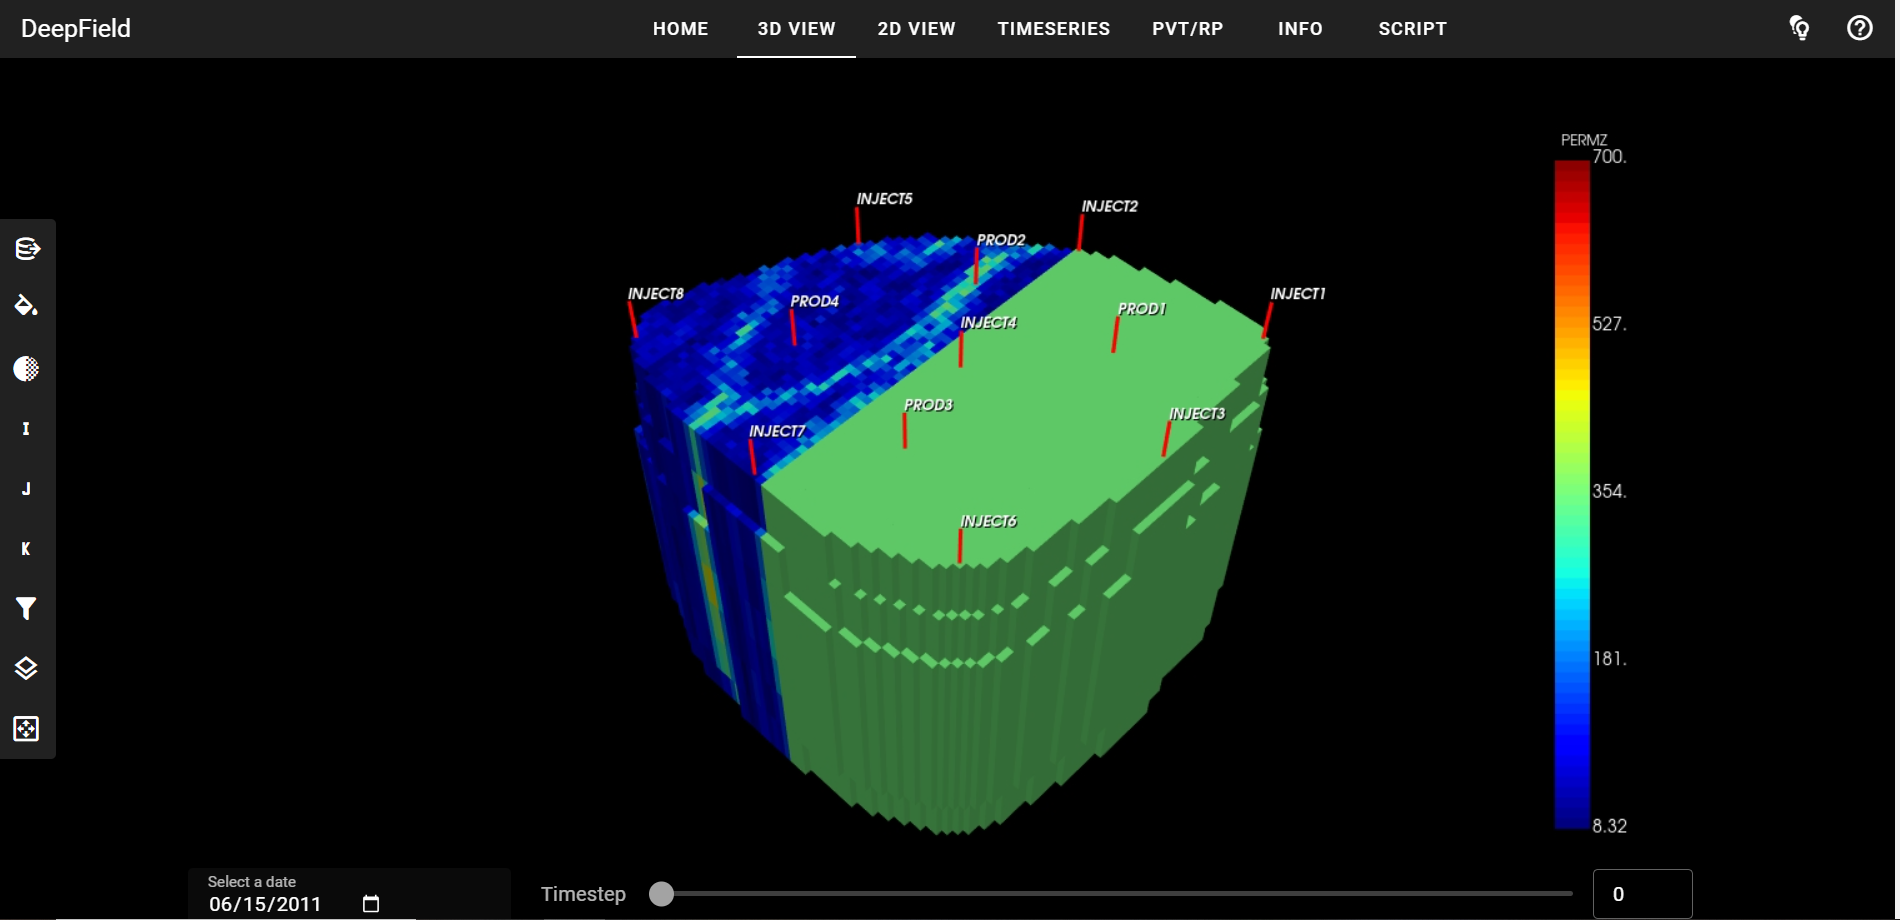 DeepField
HOME
3D VIEW
2D VIEW
TIMESERIES
PVT/RP
INFO
SCRIPT
PERMZ
700.
527.
354.
181.
8.32
INJECT5
INJECT2
PROD2
INJECT8
PROD4
INJECT1
PROD1
INJECT4
PROD3
INJECT3
INJECT7
INJECT6
I
J
K
Select a date
06/15/2011
Timestep
0